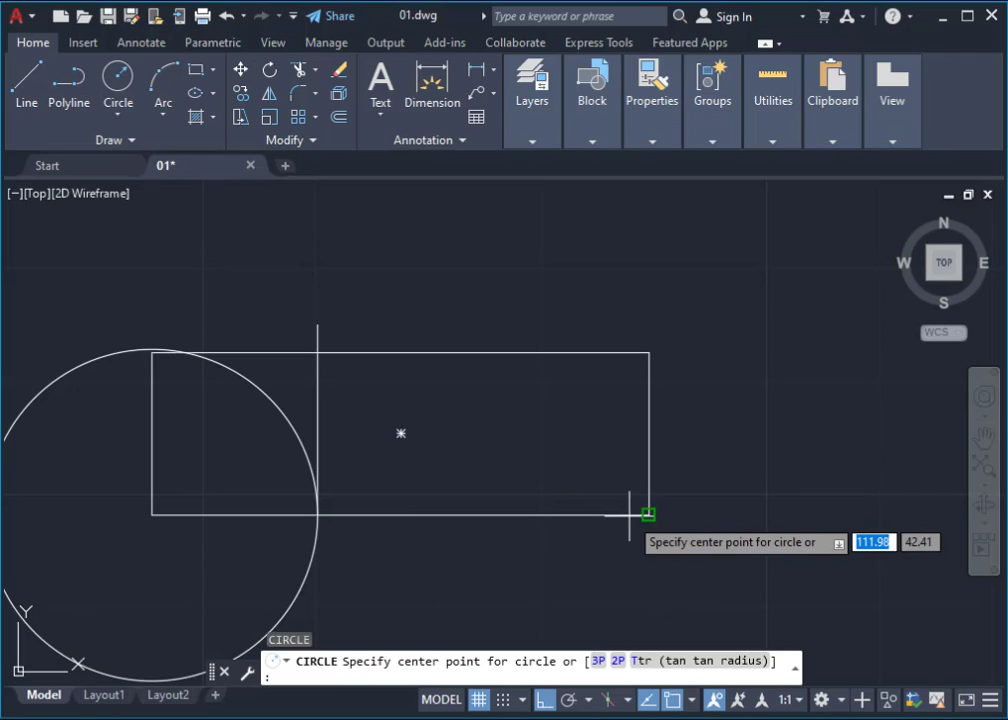 A Share 01.dwg Type a keyword or phrase Sign In ?
Home Insert Annotate Parametric View Manage Output Add-ins Collaborate Express Tools Featured Apps
Line Polyline Circle Arc Text Dimension Layers Block Properties Groups Utilities Clipboard View
Draw Modify Annotation
Start 01*
[−][Top][2D Wireframe]
N
W TOP E
S
WCS
Specify center point for circle or 111.98 42.41
Y
X
CIRCLE
CIRCLE Specify center point for circle or [3P 2P Ttr (tan tan radius)]
:
Model Layout1 Layout2 + MODEL 1:1